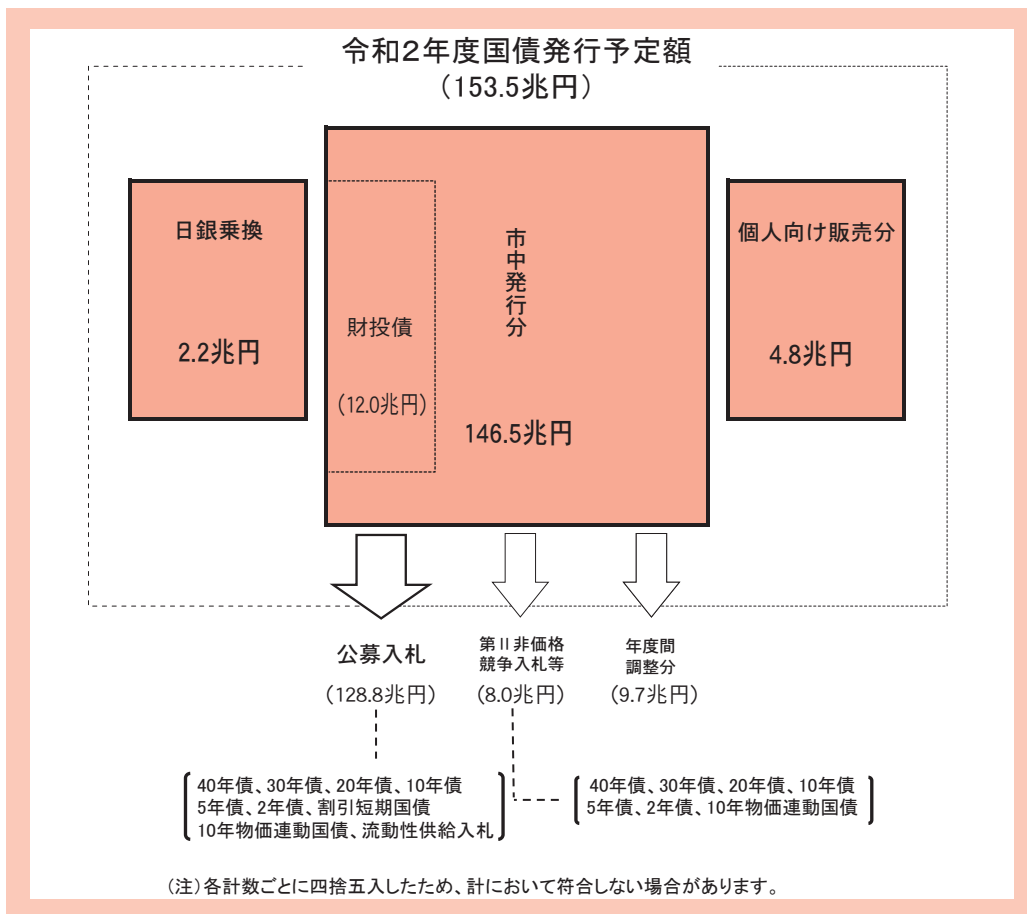 令和2年度国債発行予定額
（153.5兆円）
日銀乗換
2.2兆円
財投債
（12.0兆円）
市中発行分
146.5兆円
個人向け販売分
4.8兆円
公募入札
（128.8兆円）
第Ⅱ非価格
競争入札等
（8.0兆円）
年度間
調整分
（9.7兆円）
40年債、30年債、20年債、10年債
5年債、2年債、割引短期国債
10年物価連動国債、流動性供給入札
40年債、30年債、20年債、10年債
5年債、2年債、10年物価連動国債
（注）各計数ごとに四捨五入したため、計において符合しない場合があります。